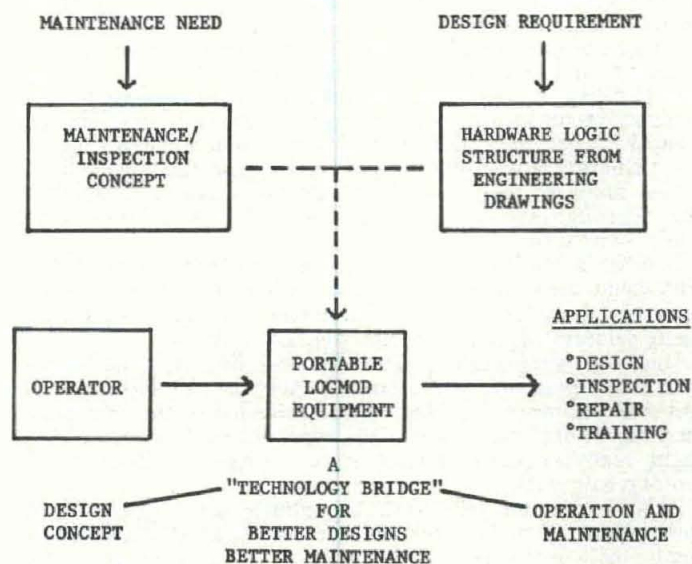 MAINTENANCE NEED
DESIGN REQUIREMENT
MAINTENANCE/
INSPECTION
CONCEPT
HARDWARE LOGIC
STRUCTURE FROM
ENGINEERING
DRAWINGS
OPERATOR
PORTABLE
LOGMOD
EQUIPMENT
APPLICATIONS
°DESIGN
°INSPECTION
°REPAIR
°TRAINING
A
"TECHNOLOGY BRIDGE"
FOR
BETTER DESIGNS
BETTER MAINTENANCE
DESIGN
CONCEPT
OPERATION AND
MAINTENANCE